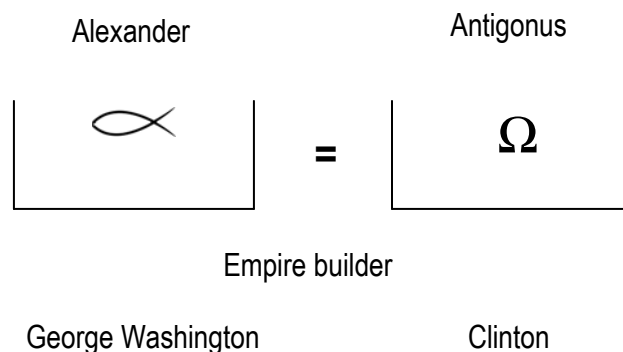 Alexander Antigonus
= Ω
Empire builder
George Washington Clinton